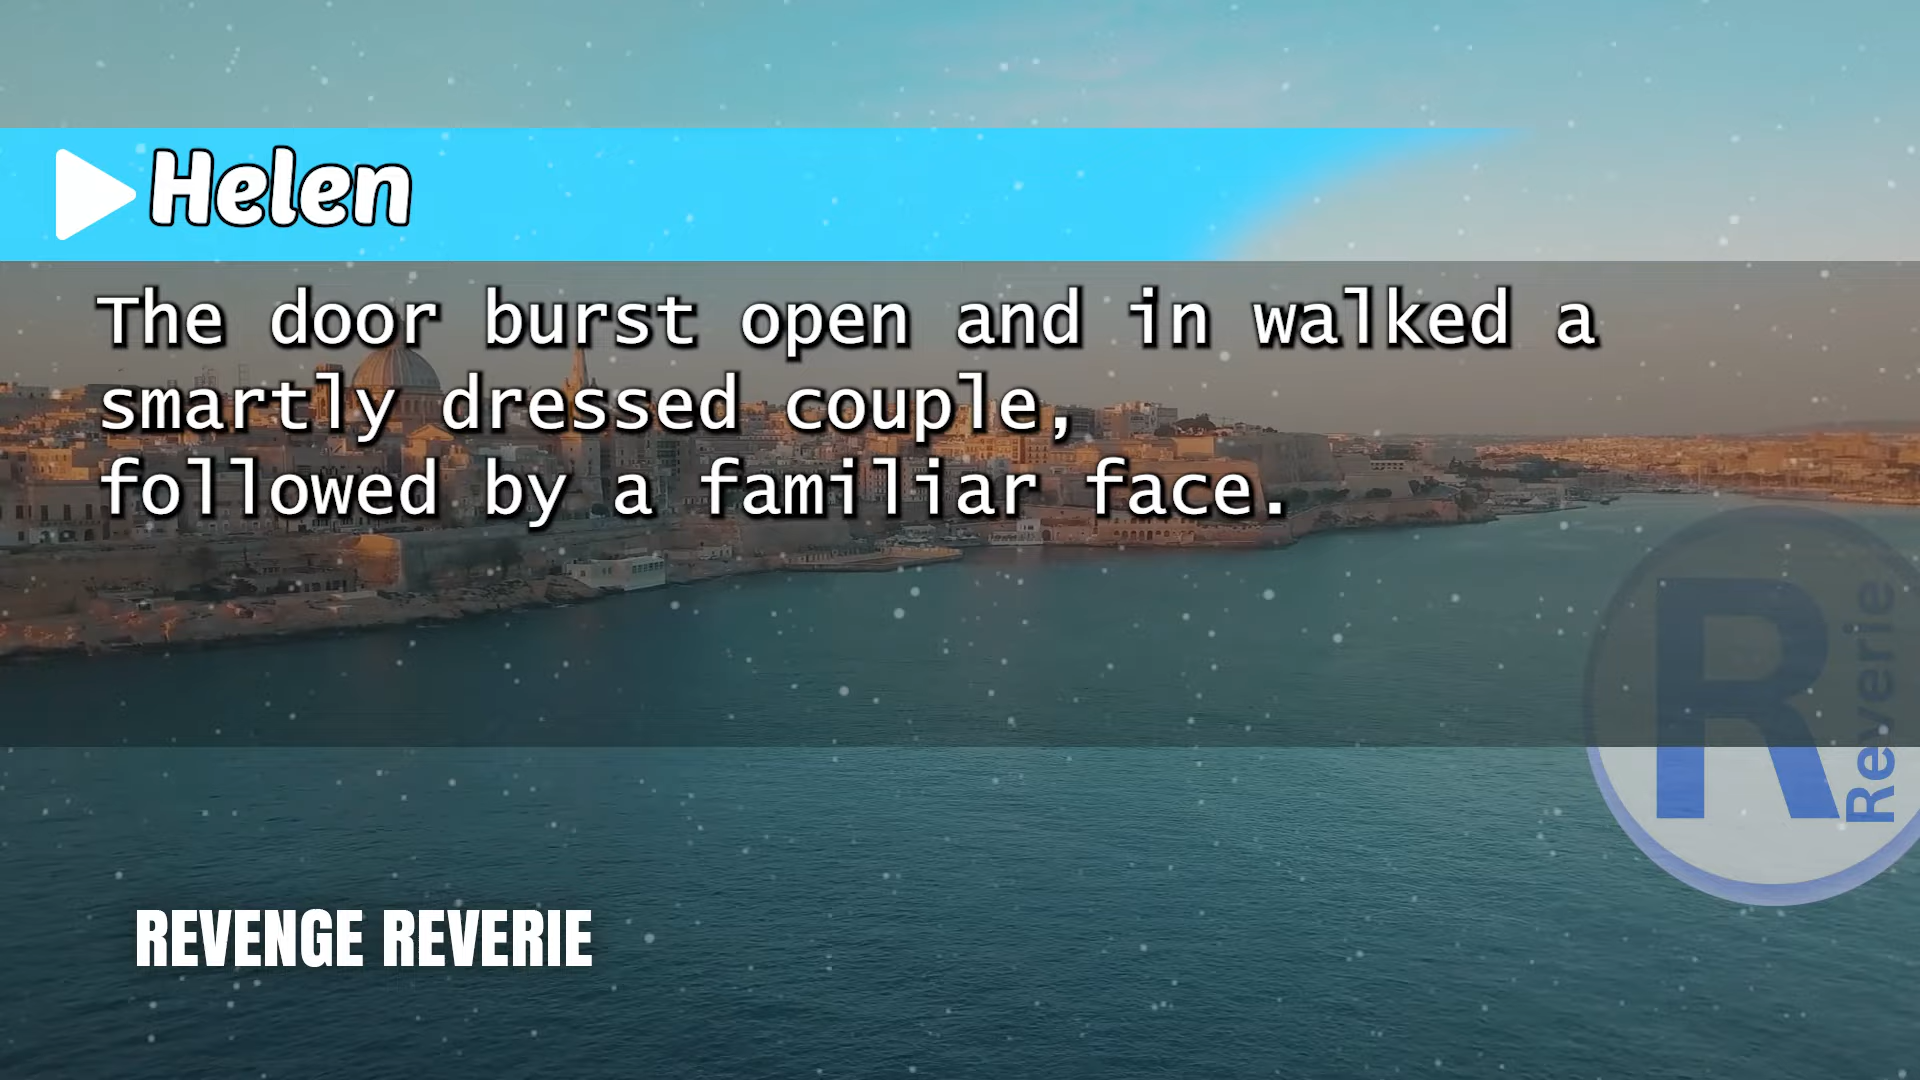 Helen
The door burst open and in walked a
smartly dressed couple,
followed by a familiar face.
R
Reverie
REVENGE REVERIE